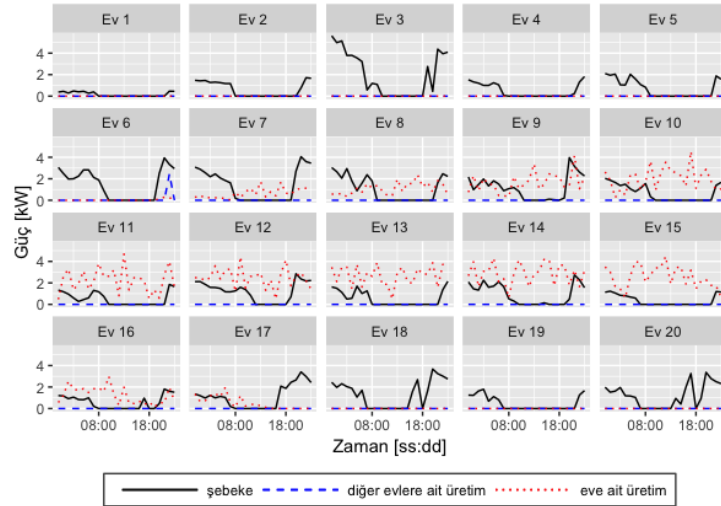 Ev 1 Ev 2 Ev 3 Ev 4 Ev 5
4
2
0
Ev 6 Ev 7 Ev 8 Ev 9 Ev 10
4
2
0
Ev 11 Ev 12 Ev 13 Ev 14 Ev 15
4
2
0
Ev 16 Ev 17 Ev 18 Ev 19 Ev 20
4
2
0
Güç [kW]
08:00 18:00 08:00 18:00 08:00 18:00 08:00 18:00 08:00 18:00
Zaman [ss:dd]
şebeke diğer evlere ait üretim eve ait üretim